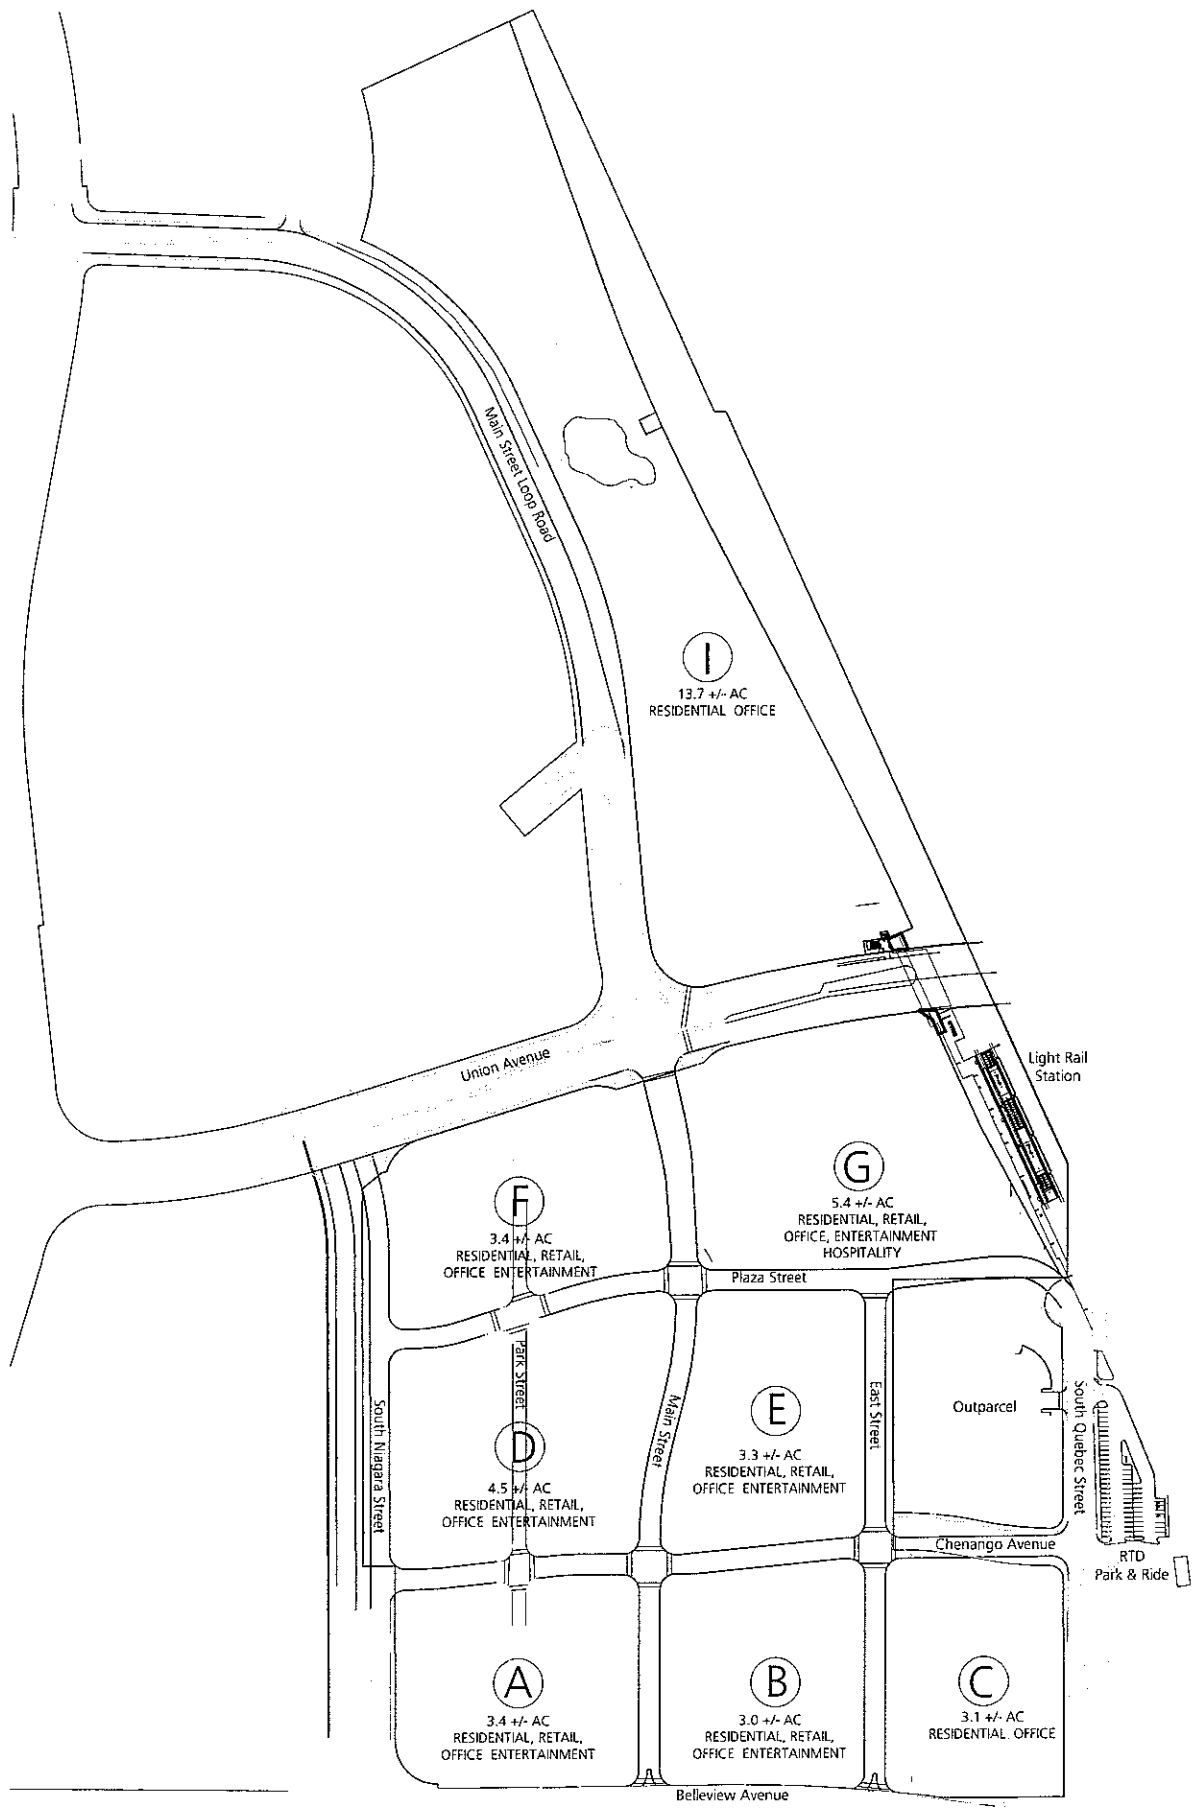 Main Street Loop Road
I
13.7 +/- AC
RESIDENTIAL OFFICE
Union Avenue
Light Rail
Station
F
3.4 +/- AC
RESIDENTIAL, RETAIL,
OFFICE ENTERTAINMENT
G
5.4 +/- AC
RESIDENTIAL, RETAIL,
OFFICE, ENTERTAINMENT
HOSPITALITY
Plaza Street
Park Street
South Niagara Street
D
4.5 +/- AC
RESIDENTIAL, RETAIL,
OFFICE ENTERTAINMENT
Main Street
E
3.3 +/- AC
RESIDENTIAL, RETAIL,
OFFICE ENTERTAINMENT
East Street
Outparcel
South Quebec Street
Chenango Avenue
RTD
Park & Ride
A
3.4 +/- AC
RESIDENTIAL, RETAIL,
OFFICE ENTERTAINMENT
B
3.0 +/- AC
RESIDENTIAL, RETAIL,
OFFICE ENTERTAINMENT
C
3.1 +/- AC
RESIDENTIAL OFFICE
Belleview Avenue